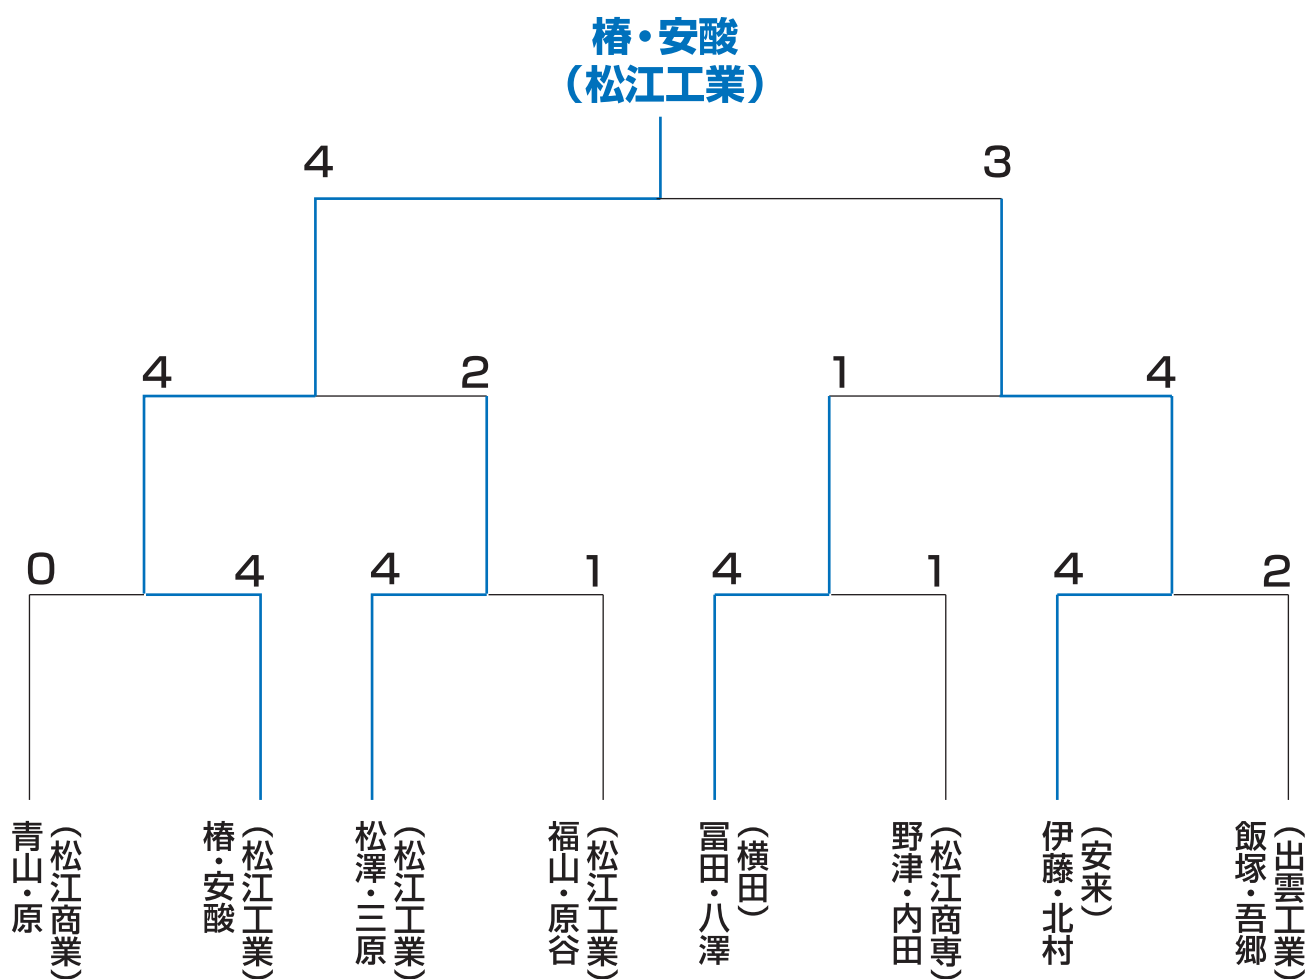 椿・安酸
（松江工業）
4
3
4
2
1
4
0
4
4
1
4
1
4
2
青山・原
（松江商業）
椿・安酸
（松江工業）
松澤・三原
（松江工業）
福山・原谷
（松江工業）
冨田・八澤
（横田）
野津・内田
（松江商専）
伊藤・北村
（安来）
飯塚・吾郷
（出雲工業）